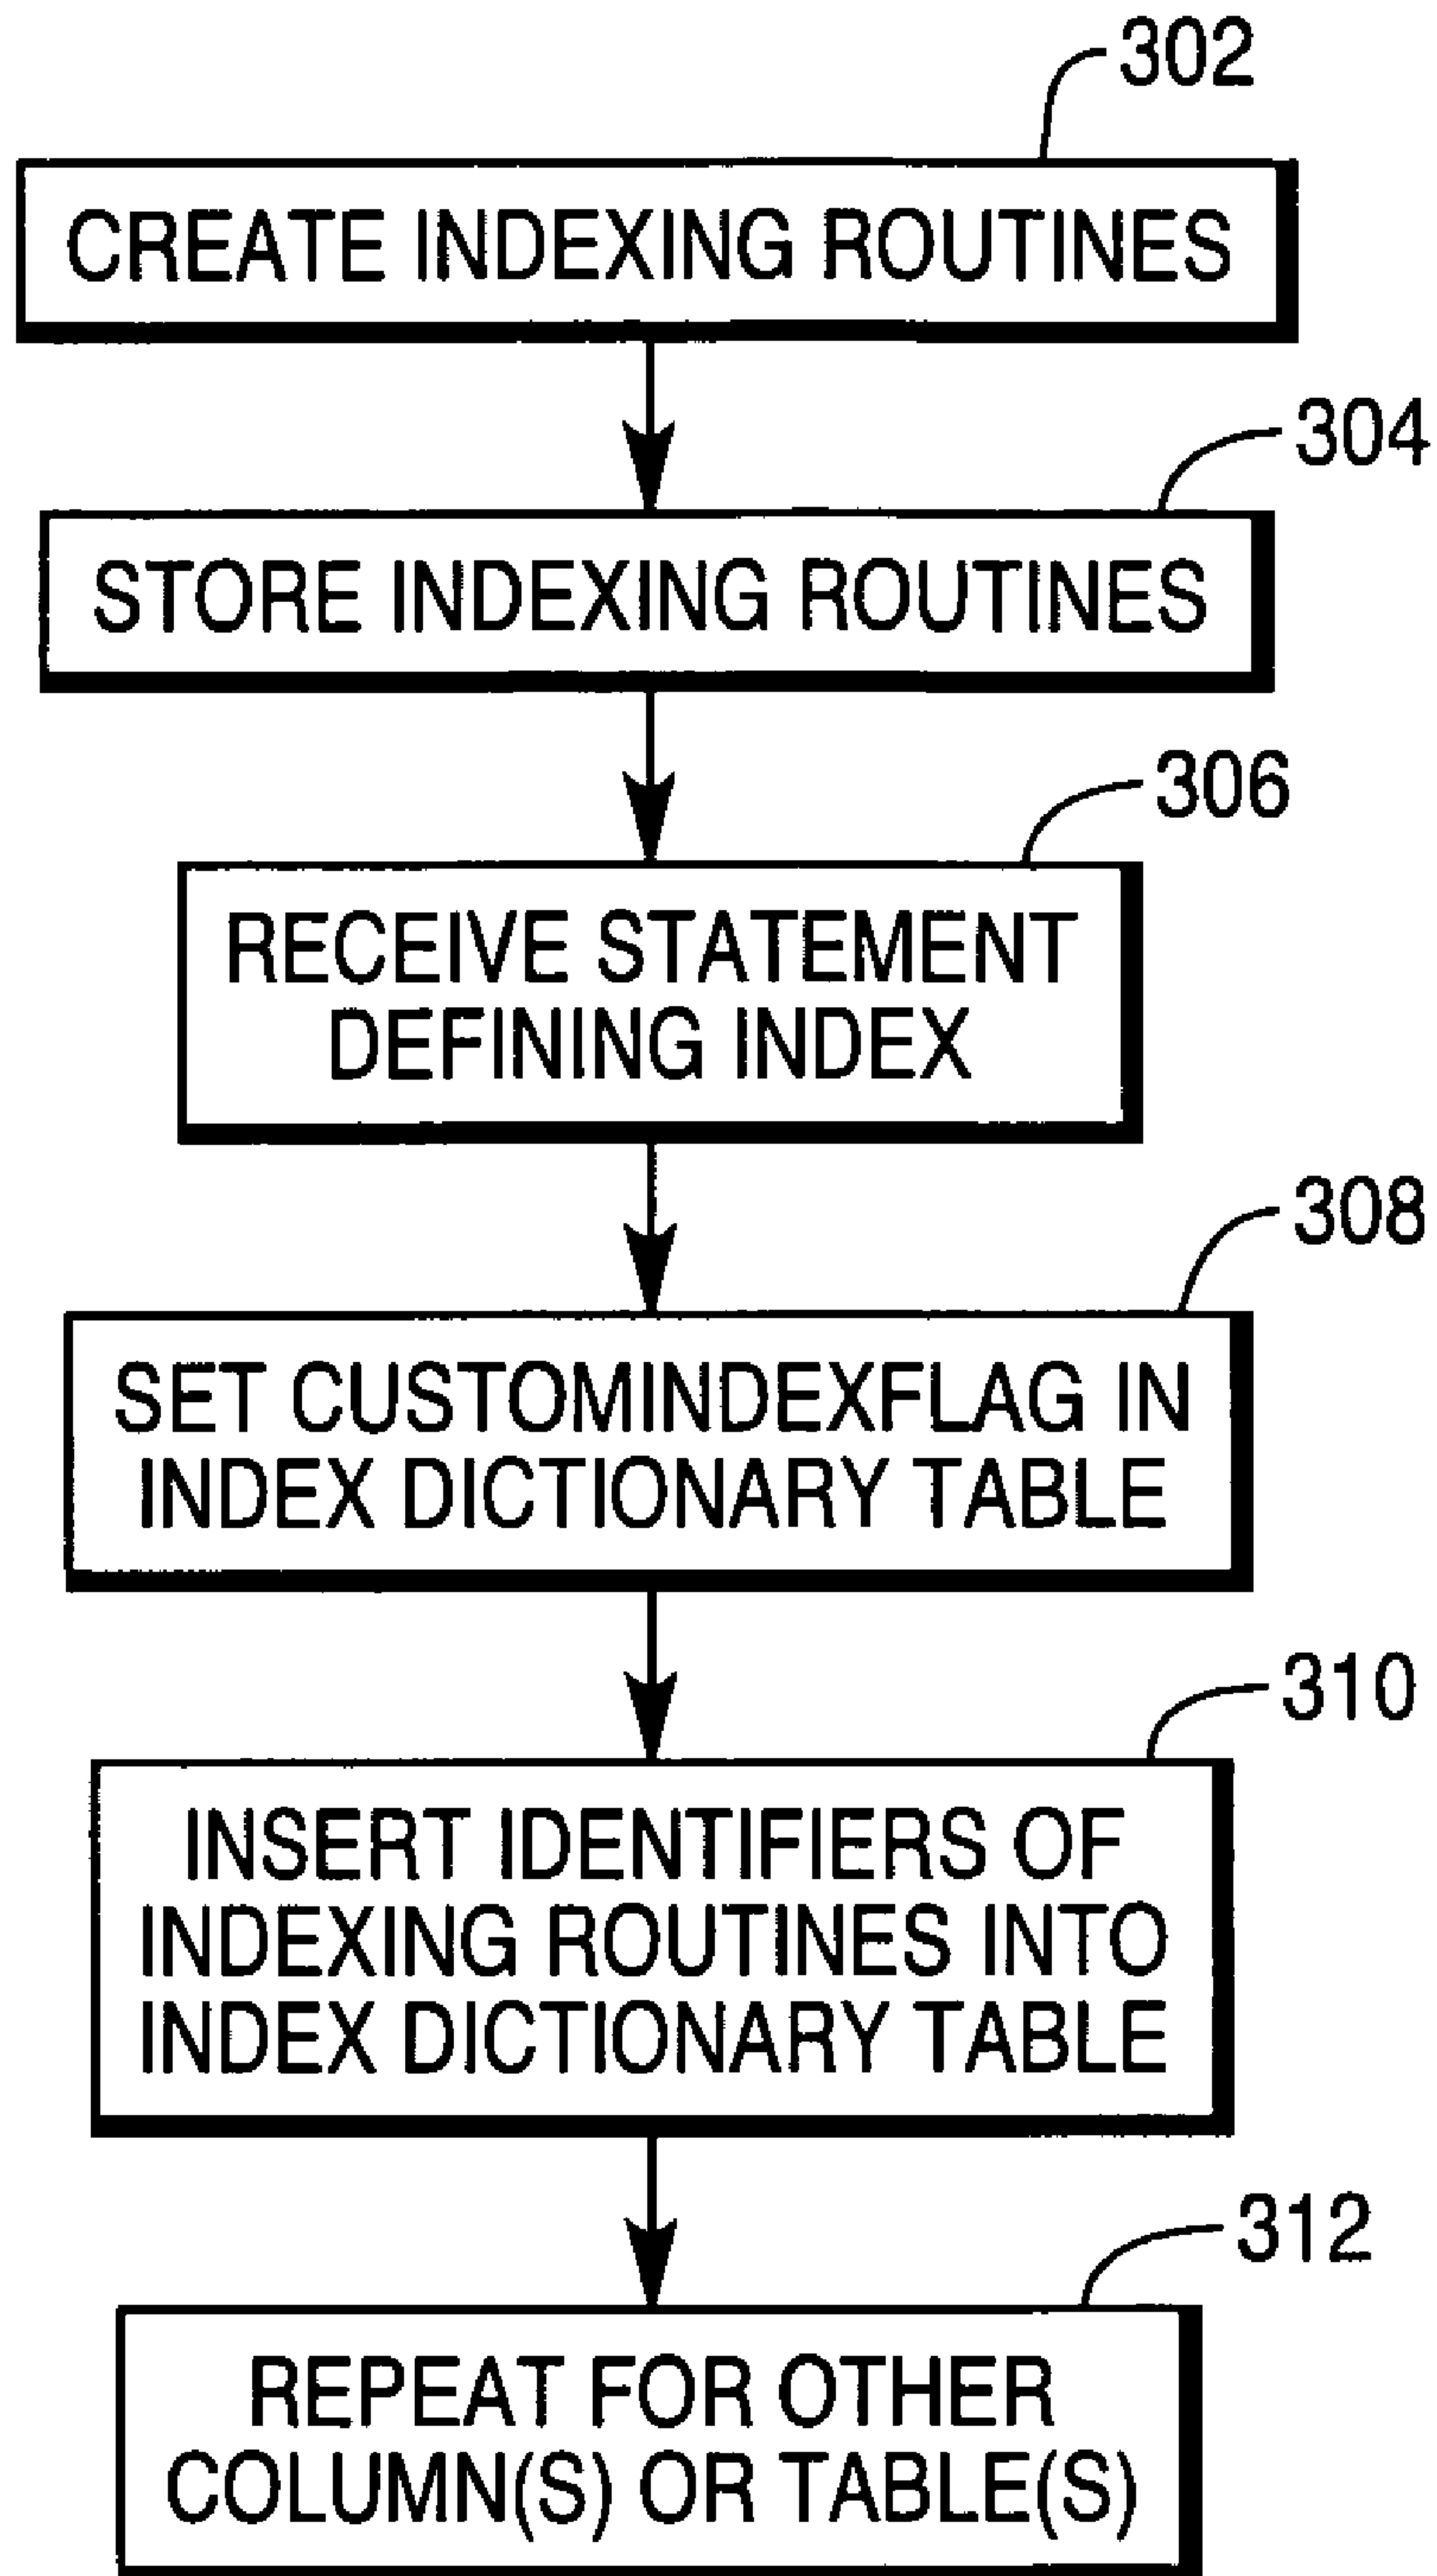 302
CREATE INDEXING ROUTINES
304
STORE INDEXING ROUTINES
306
RECEIVE STATEMENT
DEFINING INDEX
308
SET CUSTOMINDEXFLAG IN
INDEX DICTIONARY TABLE
310
INSERT IDENTIFIERS OF
INDEXING ROUTINES INTO
INDEX DICTIONARY TABLE
312
REPEAT FOR OTHER
COLUMN(S) OR TABLE(S)